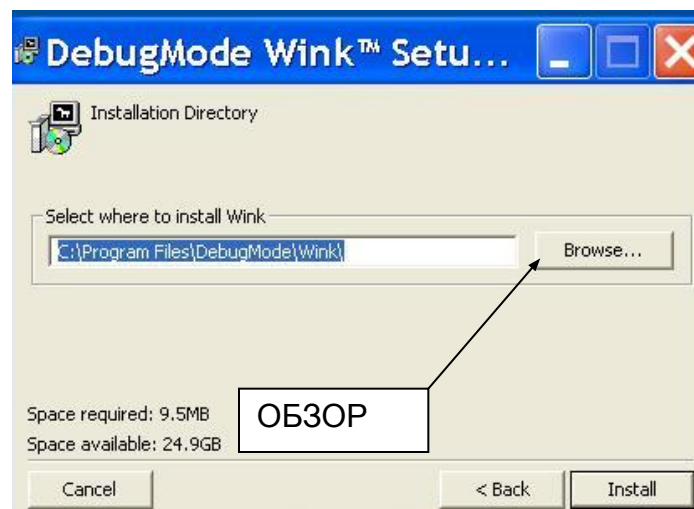 DebugMode Wink™ Setu...
Installation Directory
Select where to install Wink
C:\Program Files\DebugMode\Wink\
Browse...
ОБЗОР
Space required: 9.5MB
Space available: 24.9GB
Cancel
< Back
Install